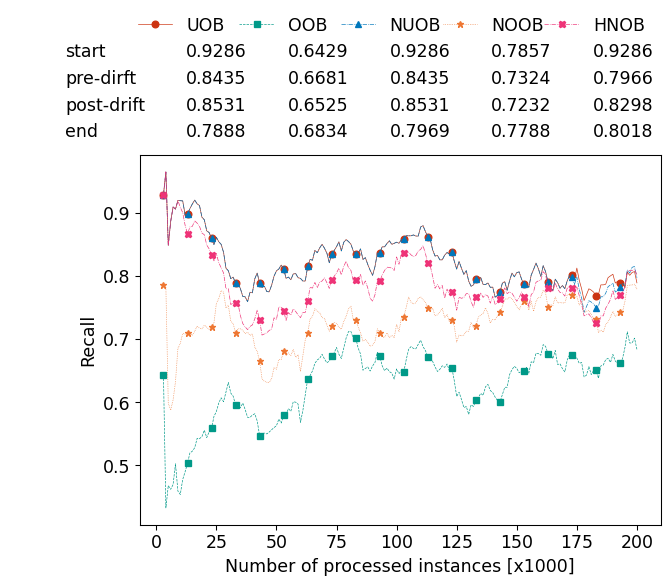 UOB OOB NUOB NOOB HNOB
start 0.9286 0.6429 0.9286 0.7857 0.9286
pre-dirft 0.8435 0.6681 0.8435 0.7324 0.7966
post-drift 0.8531 0.6525 0.8531 0.7232 0.8298
end 0.7888 0.6834 0.7969 0.7788 0.8018
0.9
0.8
0.7
0.6
0.5
Recall
0 25 50 75 100 125 150 175 200
Number of processed instances [x1000]